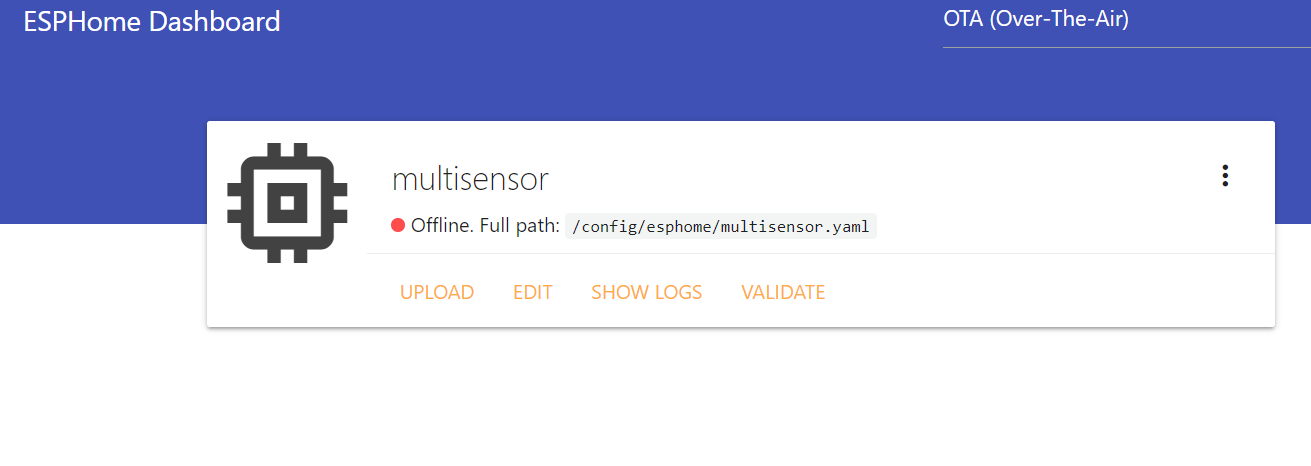 ESPHome Dashboard
OTA (Over-The-Air)
multisensor
Offline. Full path: /config/esphome/multisensor.yaml
UPLOAD EDIT SHOW LOGS VALIDATE